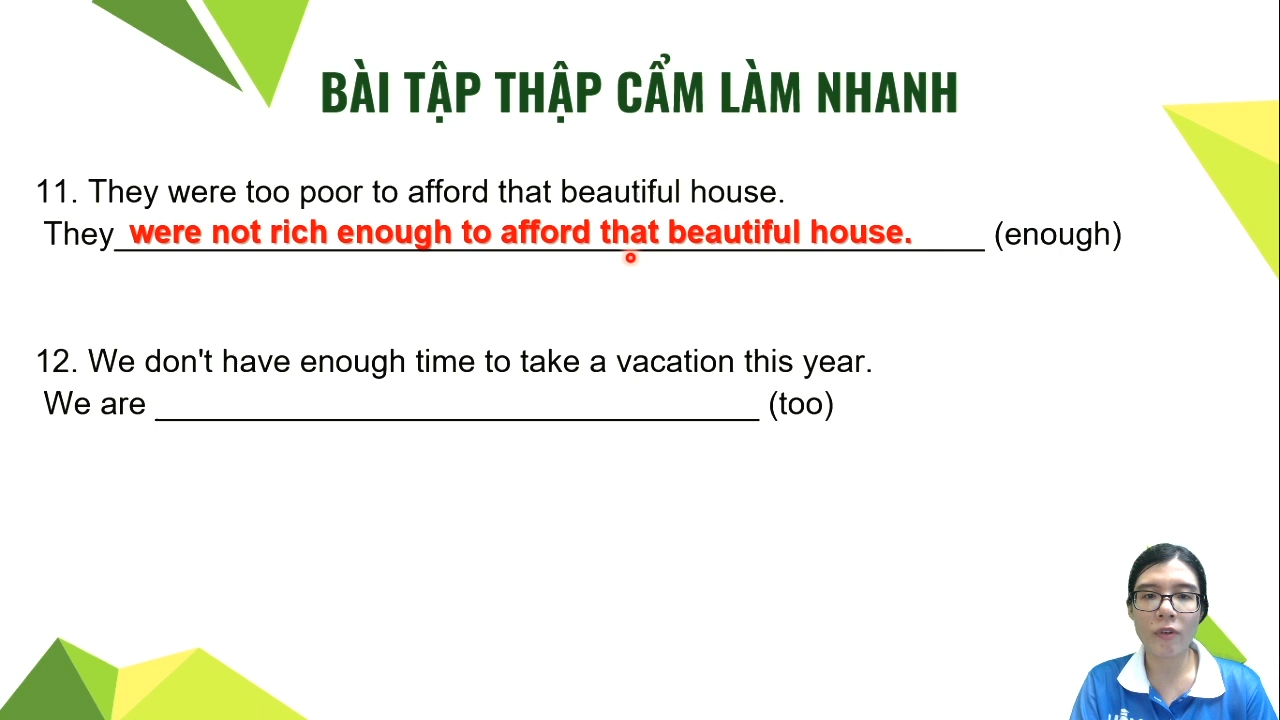 BÀI TẬP THẬP CẨM LÀM NHANH
11. They were too poor to afford that beautiful house.
They were not rich enough to afford that beautiful house. (enough)
12. We don't have enough time to take a vacation this year.
We are ____________________ (too)